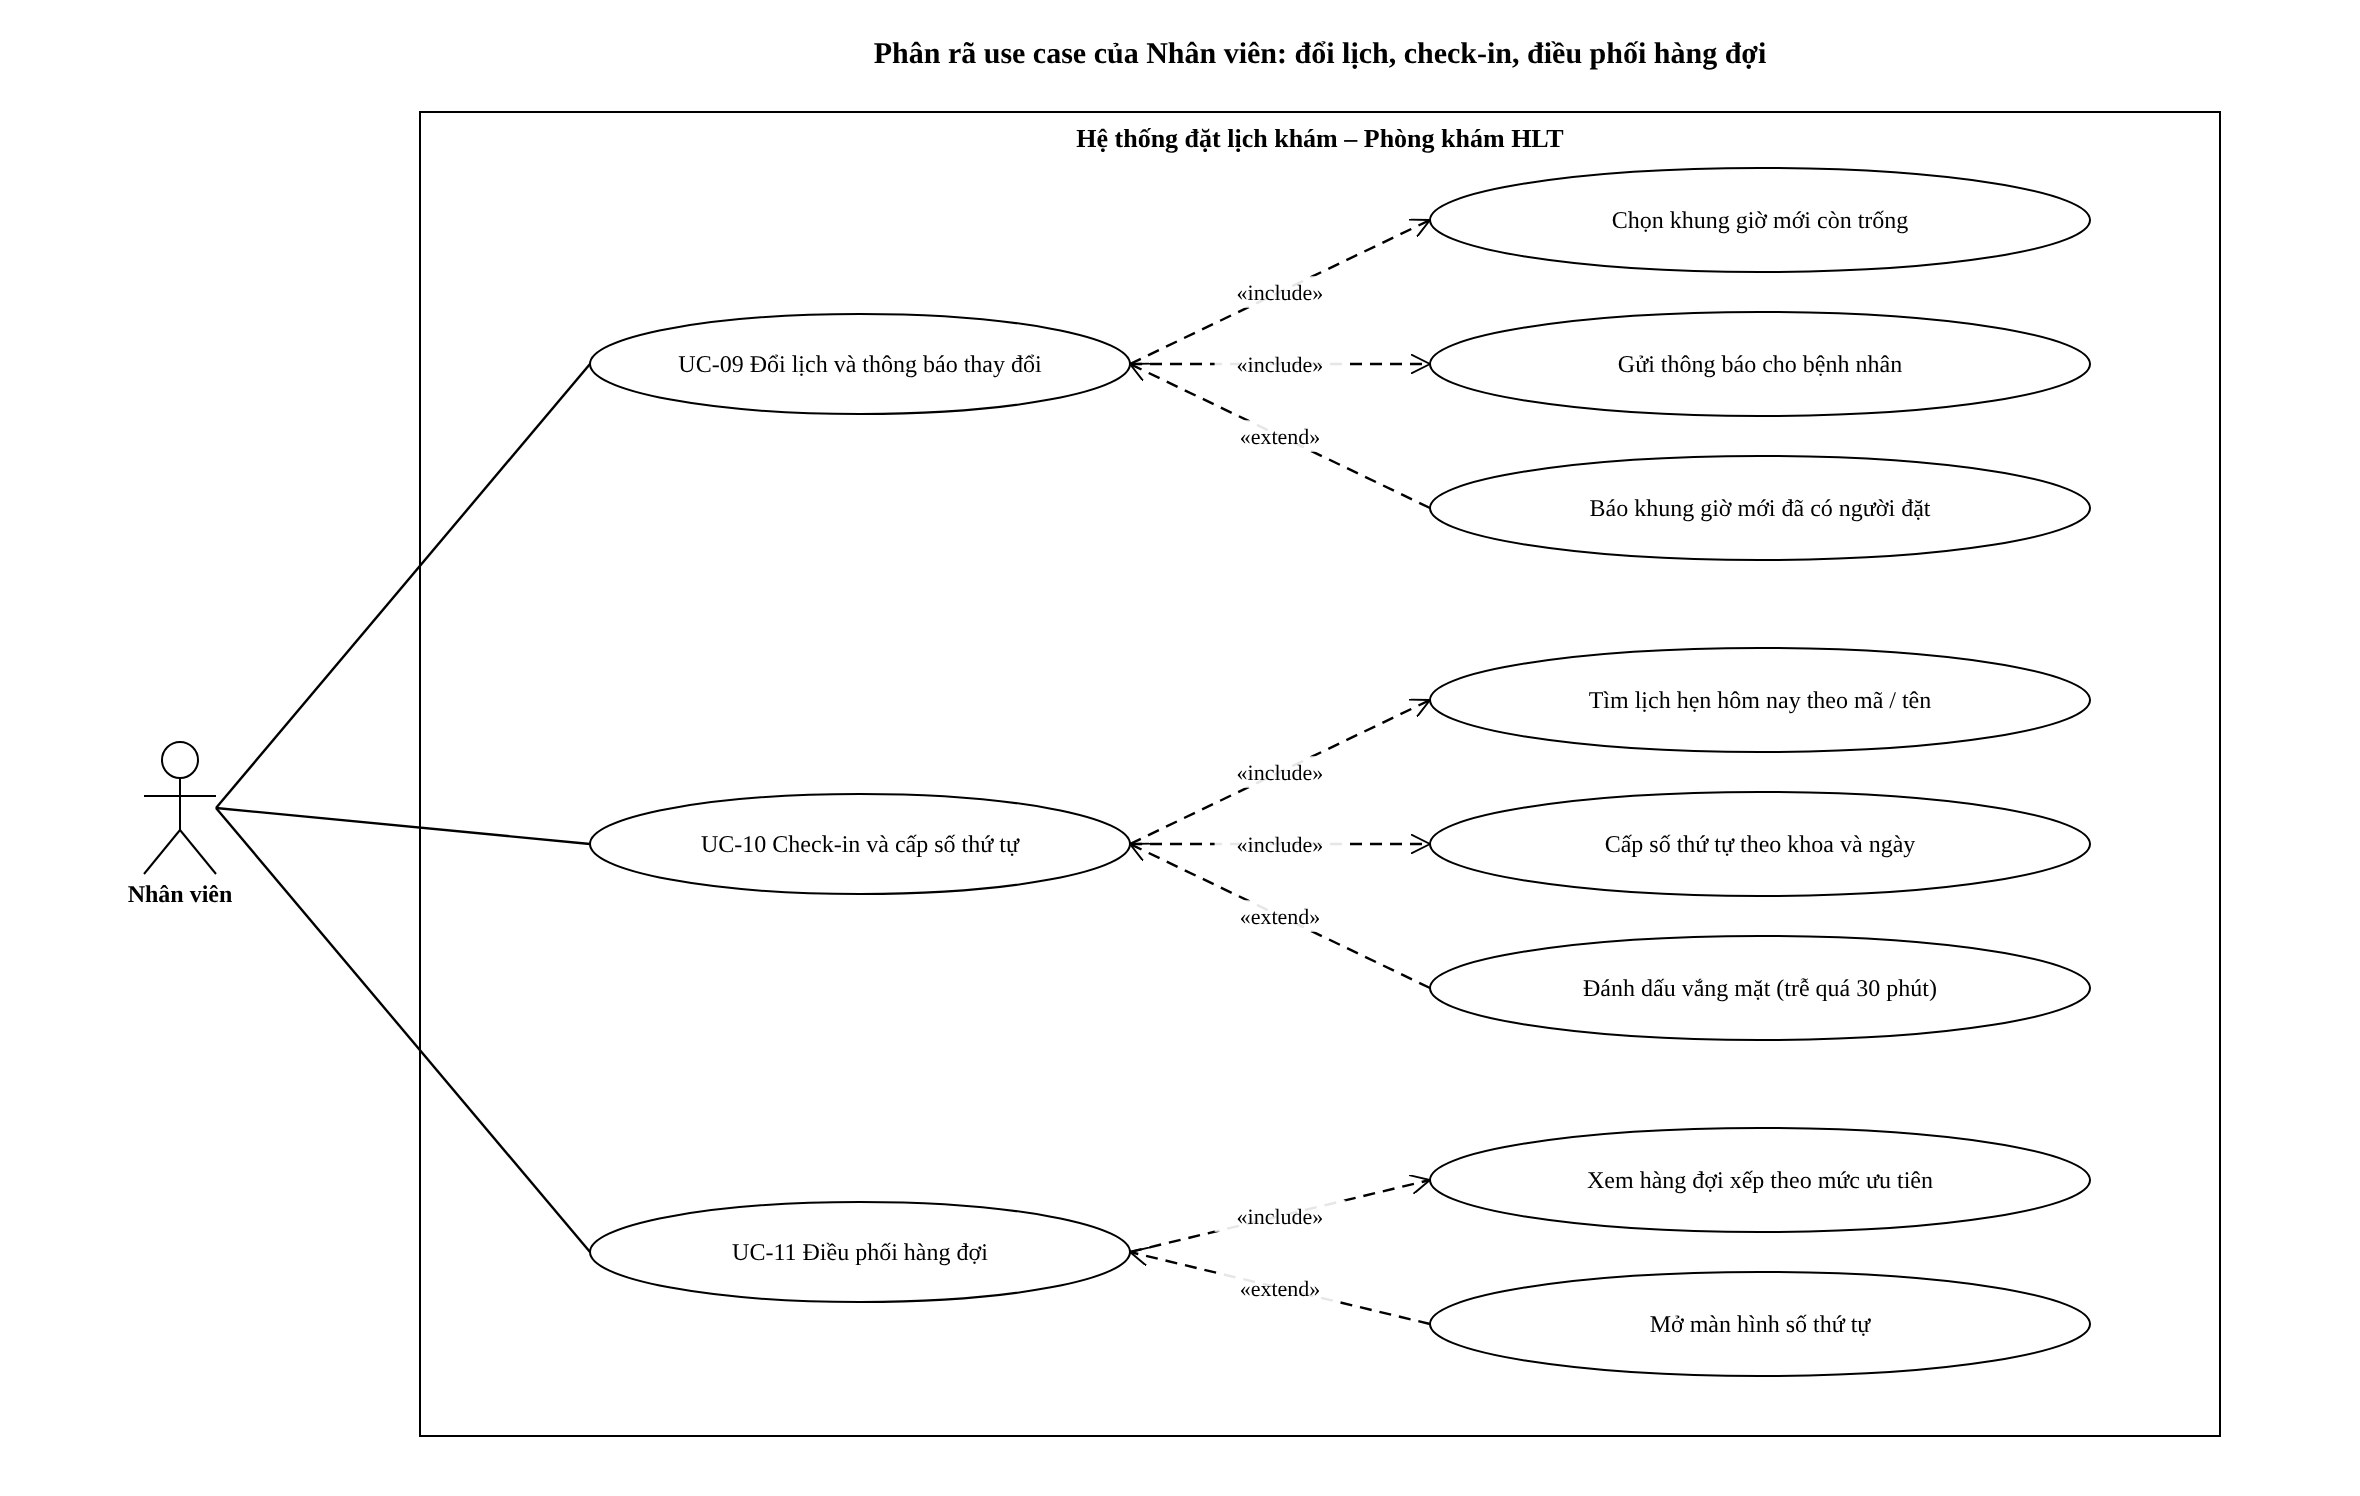 Phân rã use case của Nhân viên: đổi lịch, check-in, điều phối hàng đợi
Hệ thống đặt lịch khám – Phòng khám HLT
Chọn khung giờ mới còn trống
«include»
UC-09 Đổi lịch và thông báo thay đổi
«include»
Gửi thông báo cho bệnh nhân
«extend»
Báo khung giờ mới đã có người đặt
Tìm lịch hẹn hôm nay theo mã / tên
«include»
UC-10 Check-in và cấp số thứ tự
«include»
Cấp số thứ tự theo khoa và ngày
Nhân viên
«extend»
Đánh dấu vắng mặt (trễ quá 30 phút)
Xem hàng đợi xếp theo mức ưu tiên
«include»
UC-11 Điều phối hàng đợi
«extend»
Mở màn hình số thứ tự